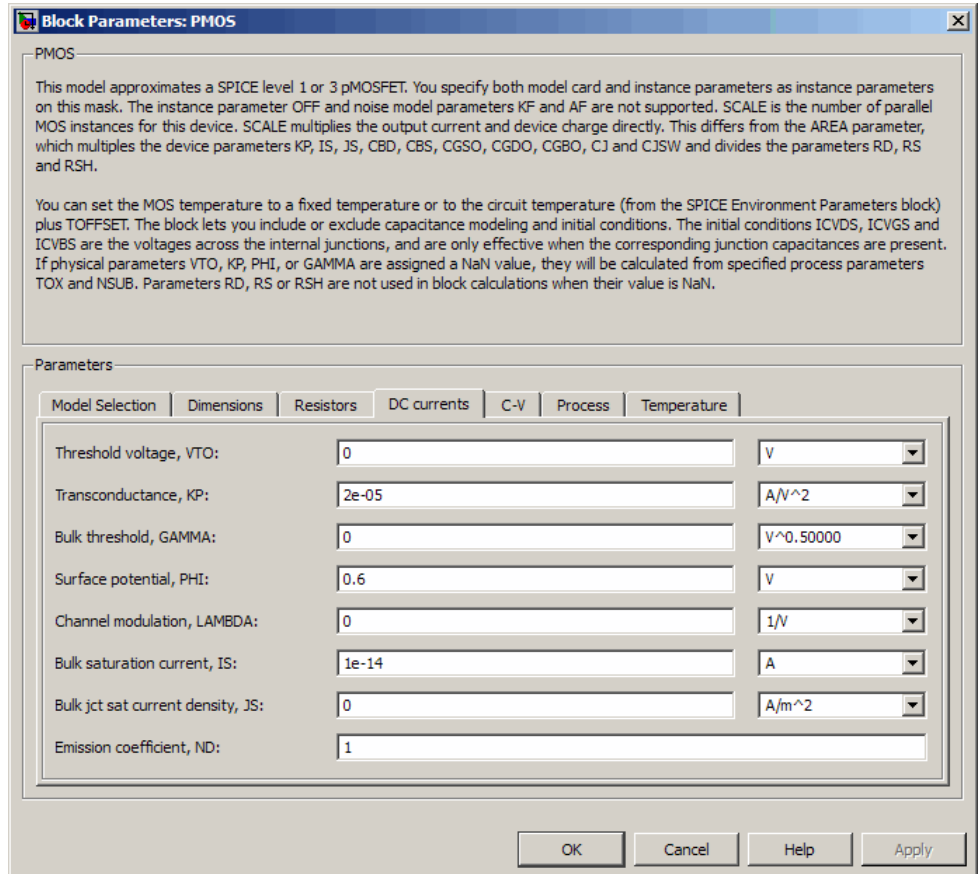 Block Parameters: PMOS
PMOS
This model approximates a SPICE level 1 or 3 pMOSFET. You specify both model card and instance parameters as instance parameters
on this mask. The instance parameter OFF and noise model parameters KF and AF are not supported. SCALE is the number of parallel
MOS instances for this device. SCALE multiplies the output current and device charge directly. This differs from the AREA parameter,
which multiplies the device parameters KP, IS, JS, CBD, CBS, CGSO, CGDO, CGBO, CJ and CJSW and divides the parameters RD, RS
and RSH.
You can set the MOS temperature to a fixed temperature or to the circuit temperature (from the SPICE Environment Parameters block)
plus TOFFSET. The block lets you include or exclude capacitance modeling and initial conditions. The initial conditions ICVDS, ICVGS and
ICVBS are the voltages across the internal junctions, and are only effective when the corresponding junction capacitances are present.
If physical parameters VTO, KP, PHI, or GAMMA are assigned a NaN value, they will be calculated from specified process parameters
TOX and NSUB. Parameters RD, RS or RSH are not used in block calculations when their value is NaN.
Parameters
Model Selection Dimensions Resistors DC currents C-V Process Temperature
Threshold voltage, VTO: 0 V
Transconductance, KP: 2e-05 A/V^2
Bulk threshold, GAMMA: 0 V^0.50000
Surface potential, PHI: 0.6 V
Channel modulation, LAMBDA: 0 1/V
Bulk saturation current, IS: 1e-14 A
Bulk jct sat current density, JS: 0 A/m^2
Emission coefficient, ND: 1
OK Cancel Help Apply